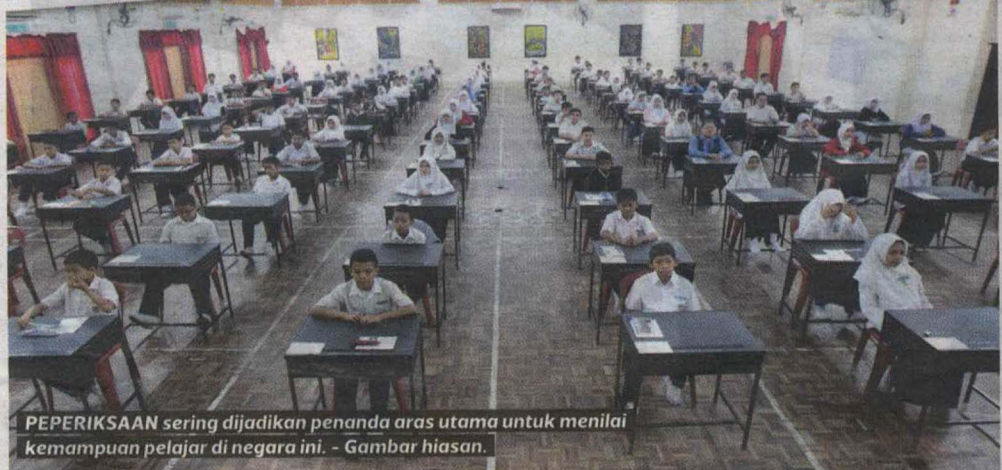 PEPERIKSAAN sering dijadikan penanda aras utama untuk menilai
kemampuan pelajar di negara ini. - Gambar hiasan.